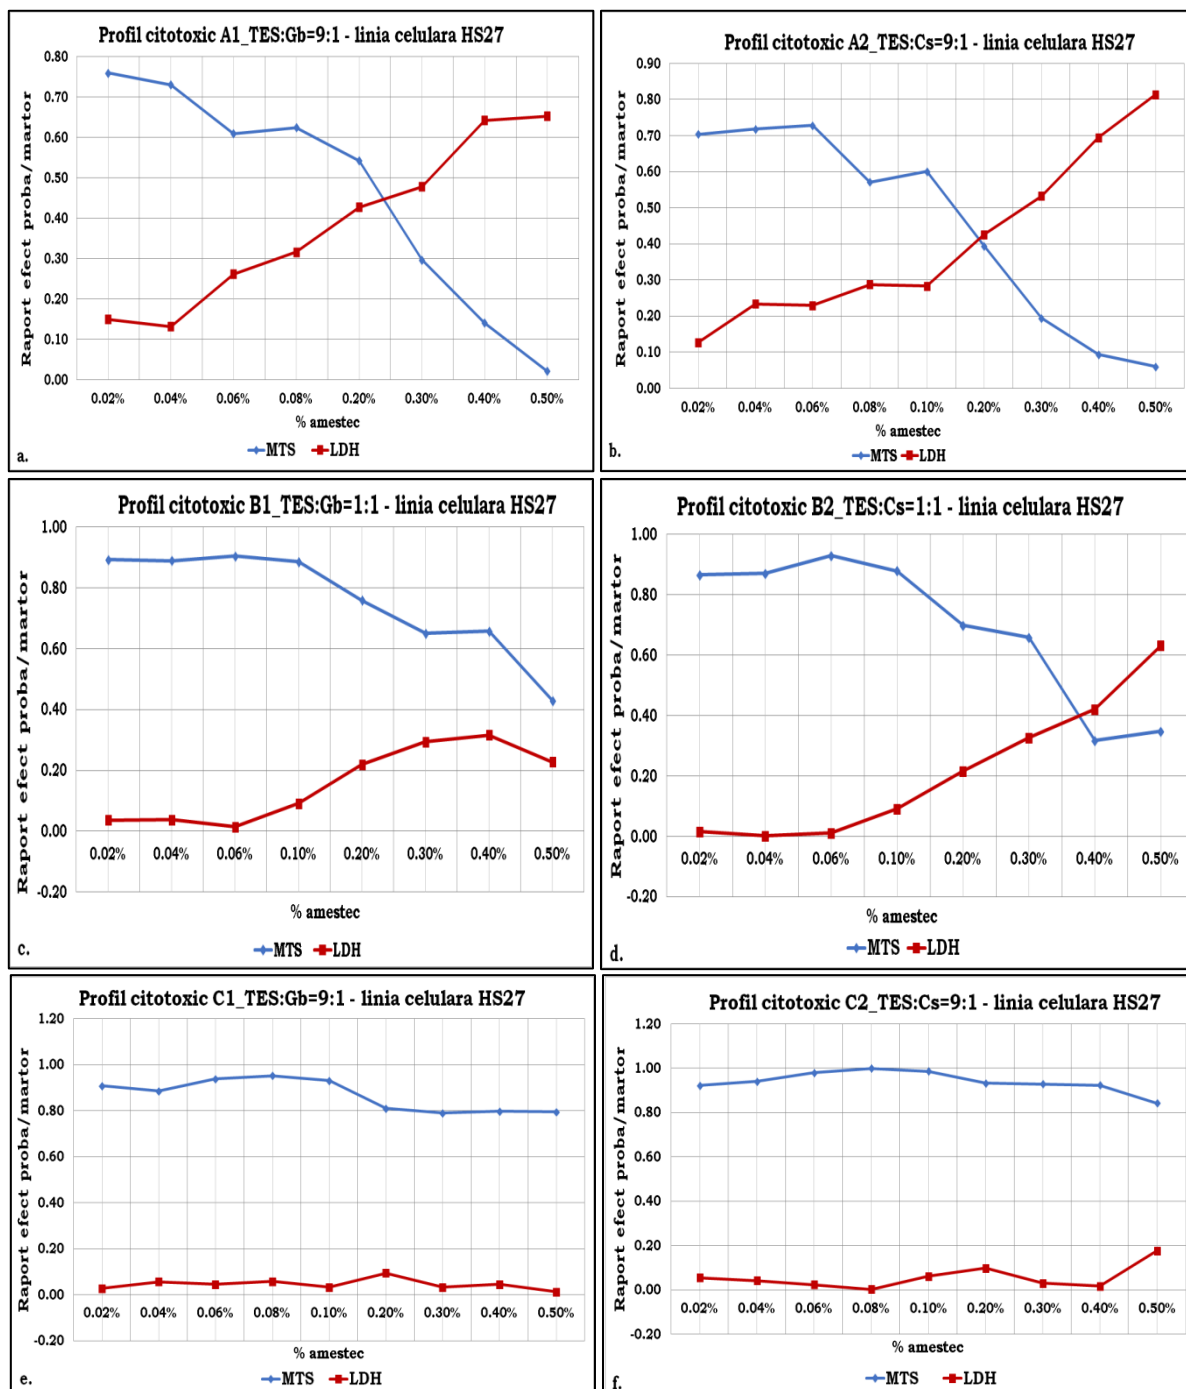 Profil citotoxic A1_TES:Gb=9:1 - linia celulara HS27
Raport efect proba/martor
0.80
0.70
0.60
0.50
0.40
0.30
0.20
0.10
0.00
0.02% 0.04% 0.06% 0.08% 0.20% 0.30% 0.40% 0.50%
% amestec
MTS LDH
a.
Profil citotoxic A2_TES:Cs=9:1 - linia celulara HS27
Raport efect proba/martor
0.90
0.80
0.70
0.60
0.50
0.40
0.30
0.20
0.10
0.00
0.02% 0.04% 0.06% 0.08% 0.10% 0.20% 0.30% 0.40% 0.50%
% amestec
MTS LDH
b.
Profil citotoxic B1_TES:Gb=1:1 - linia celulara HS27
Raport efect proba/martor
1.00
0.80
0.60
0.40
0.20
0.00
-0.20
0.02% 0.04% 0.06% 0.10% 0.20% 0.30% 0.40% 0.50%
% amestec
MTS LDH
c.
Profil citotoxic B2_TES:Cs=1:1 - linia celulara HS27
Raport efect proba/martor
1.00
0.80
0.60
0.40
0.20
0.00
-0.20
0.02% 0.04% 0.06% 0.10% 0.20% 0.30% 0.40% 0.50%
% amestec
MTS LDH
d.
Profil citotoxic C1_TES:Gb=9:1 - linia celulara HS27
Raport efect proba/martor
1.20
1.00
0.80
0.60
0.40
0.20
0.00
-0.20
0.02% 0.04% 0.06% 0.08% 0.10% 0.20% 0.30% 0.40% 0.50%
% amestec
MTS LDH
e.
Profil citotoxic C2_TES:Cs=9:1 - linia celulara HS27
Raport efect proba/martor
1.20
1.00
0.80
0.60
0.40
0.20
0.00
-0.20
0.02% 0.04% 0.06% 0.08% 0.10% 0.20% 0.30% 0.40% 0.50%
% amestec
MTS LDH
f.